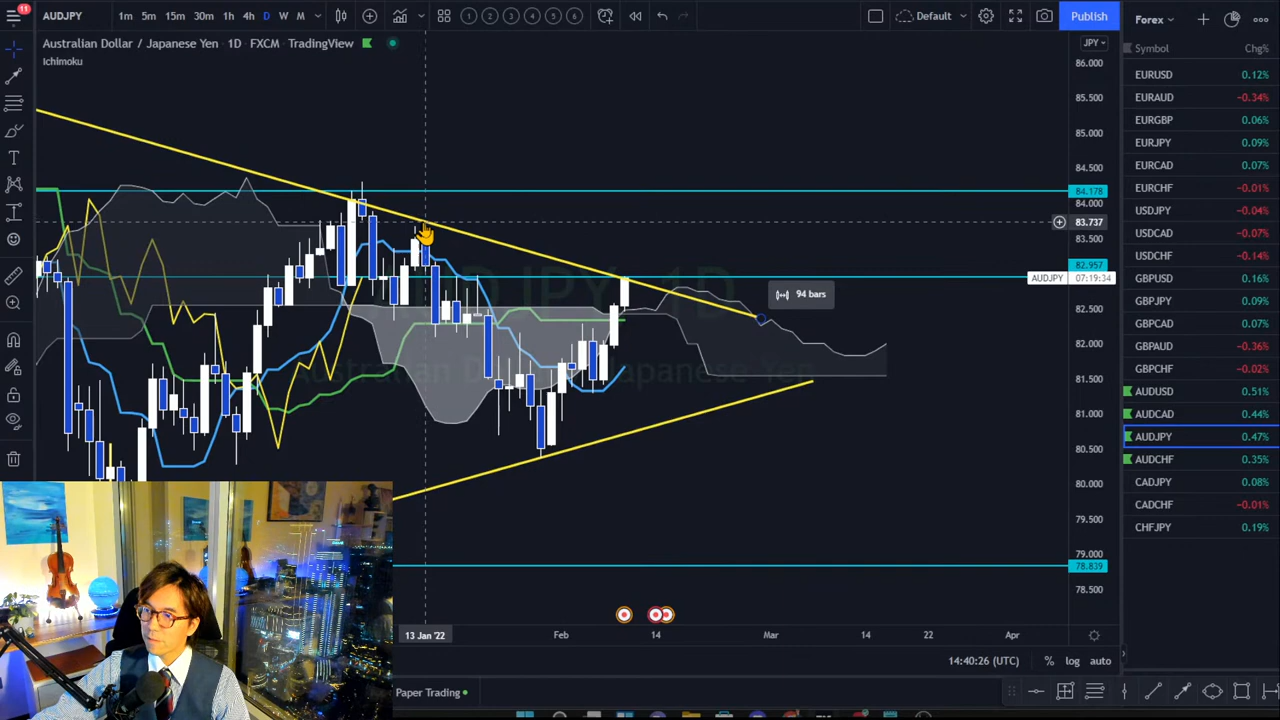 11
AUDJPY 1m 5m 15m 30m 1h 4h D W M 1 2 3 4 5 6 Default Publish
Australian Dollar / Japanese Yen · 1D · FXCM · TradingView
Ichimoku
JPY
86.000
85.500
85.000
84.500
84.178
84.000
83.737
83.500
82.957
AUDJPY 07:19:34
82.500
82.000
81.500
81.000
80.500
80.000
79.500
79.000
78.839
78.500
94 bars
13 Jan '22 Feb 14 Mar 14 22 Apr
14:40:26 (UTC) % log auto
Paper Trading
Forex
Symbol Chg%
EURUSD 0.12%
EURAUD −0.34%
EURGBP 0.06%
EURJPY 0.09%
EURCAD 0.07%
EURCHF −0.01%
USDJPY −0.04%
USDCAD −0.07%
USDCHF −0.14%
GBPUSD 0.16%
GBPJPY 0.09%
GBPCAD 0.07%
GBPAUD −0.36%
GBPCHF −0.02%
AUDUSD 0.51%
AUDCAD 0.44%
AUDJPY 0.47%
AUDCHF 0.35%
CADJPY 0.08%
CADCHF −0.01%
CHFJPY 0.19%